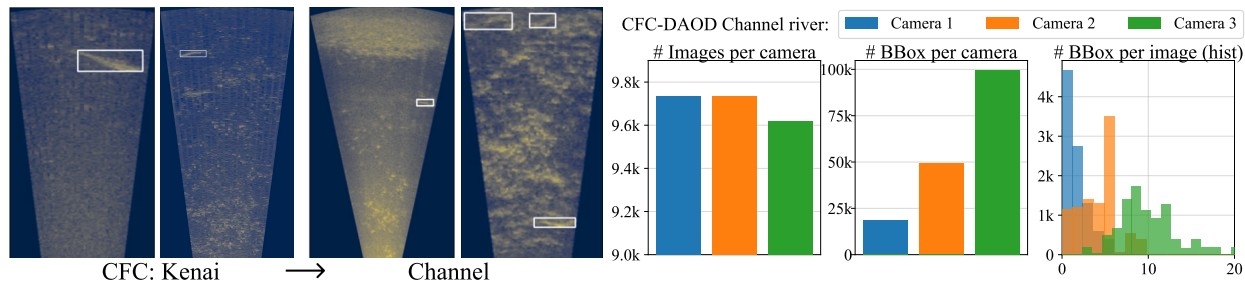 CFC: Kenai → Channel
CFC-DAOD Channel river: Camera 1 Camera 2 Camera 3
# Images per camera
9.8k
9.6k
9.4k
9.2k
9.0k
# BBox per camera
100k
75k
50k
25k
0
# BBox per image (hist)
4k
3k
2k
1k
0
0 10 20